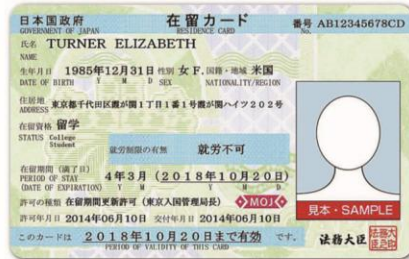 日本国政府 在留カード 番号 AB12345678CD
GOVERNMENT OF JAPAN RESIDENCE CARD No.
氏名 TURNER ELIZABETH
NAME
生年月日 1985年12月31日 性別 女 F. 国籍・地域 米国
DATE OF BIRTH Y M D SEX NATIONALITY/REGION
住居地 東京都千代田区霞が関1丁目1番1号霞が関ハイツ202号
ADDRESS
在留資格 留学
STATUS College Student
就労制限の有無 就労不可
在留期間(満了日) 4年3月(2018年10月20日)
PERIOD OF STAY Y M Y M D
(DATE OF EXPIRATION)
許可の種類 在留期間更新許可(東京入国管理局長) MOJ
許可年月日 2014年06月10日 交付年月日 2014年06月10日
見本・SAMPLE
このカードは 2018年10月20日まで有効 です。
PERIOD OF VALIDITY OF THIS CARD
法務大臣